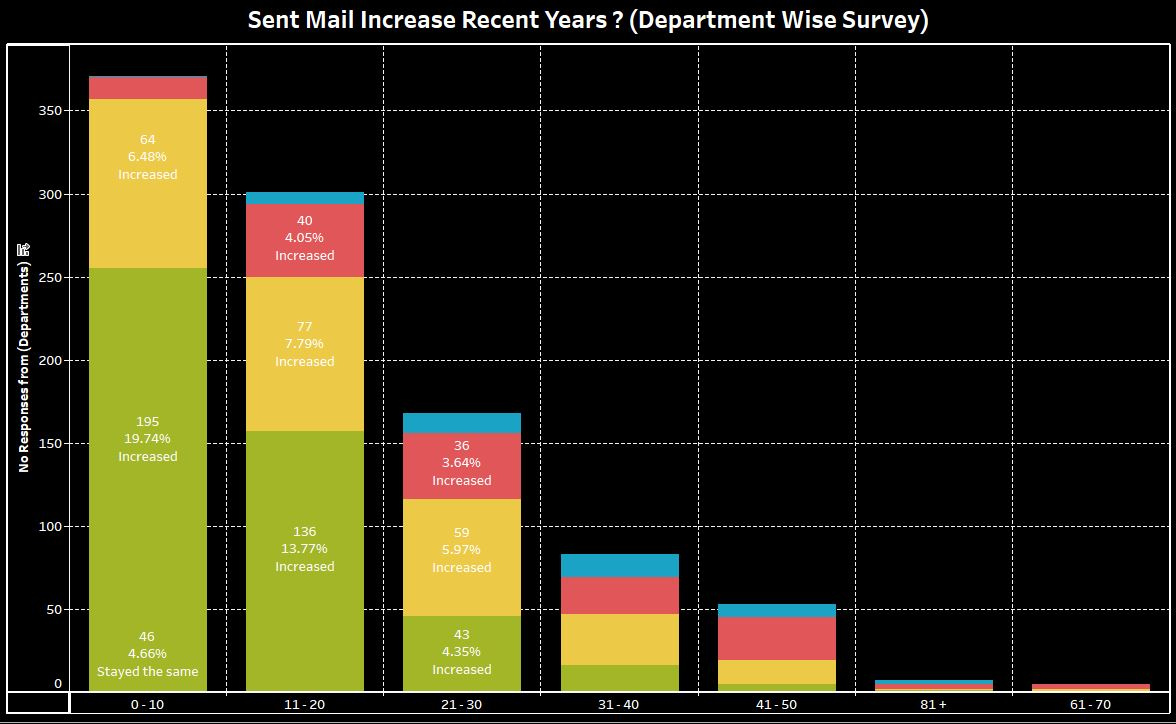 Sent Mail Increase Recent Years ? (Department Wise Survey)
No Responses from (Departments)
350
300
250
200
150
100
50
0
64
6.48%
Increased
195
19.74%
Increased
46
4.66%
Stayed the same
40
4.05%
Increased
77
7.79%
Increased
136
13.77%
Increased
36
3.64%
Increased
59
5.97%
Increased
43
4.35%
Increased
0 - 10
11 - 20
21 - 30
31 - 40
41 - 50
81 +
61 - 70